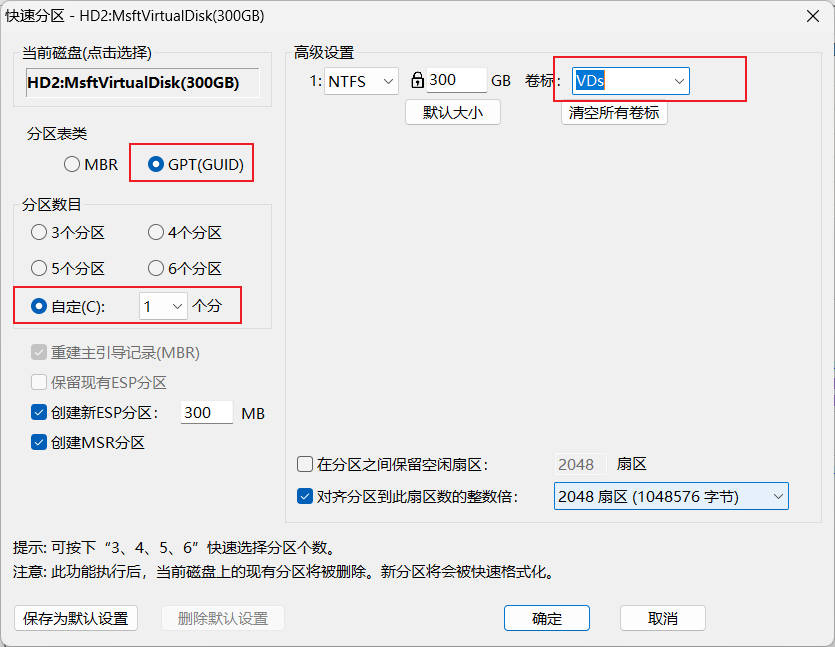 快速分区 - HD2:MsftVirtualDisk(300GB)
当前磁盘(点击选择)
HD2:MsftVirtualDisk(300GB)
分区表类
MBR
GPT(GUID)
分区数目
3个分区
4个分区
5个分区
6个分区
自定(C):
1
个分
重建主引导记录(MBR)
保留现有ESP分区
创建新ESP分区:
300
MB
创建MSR分区
高级设置
1:
NTFS
300
GB
卷标:
VDs
默认大小
清空所有卷标
在分区之间保留空闲扇区:
2048
扇区
对齐分区到此扇区数的整数倍:
2048 扇区 (1048576 字节)
提示: 可按下“3、4、5、6”快速选择分区个数。
注意: 此功能执行后，当前磁盘上的现有分区将被删除。新分区将会被快速格式化。
保存为默认设置
删除默认设置
确定
取消